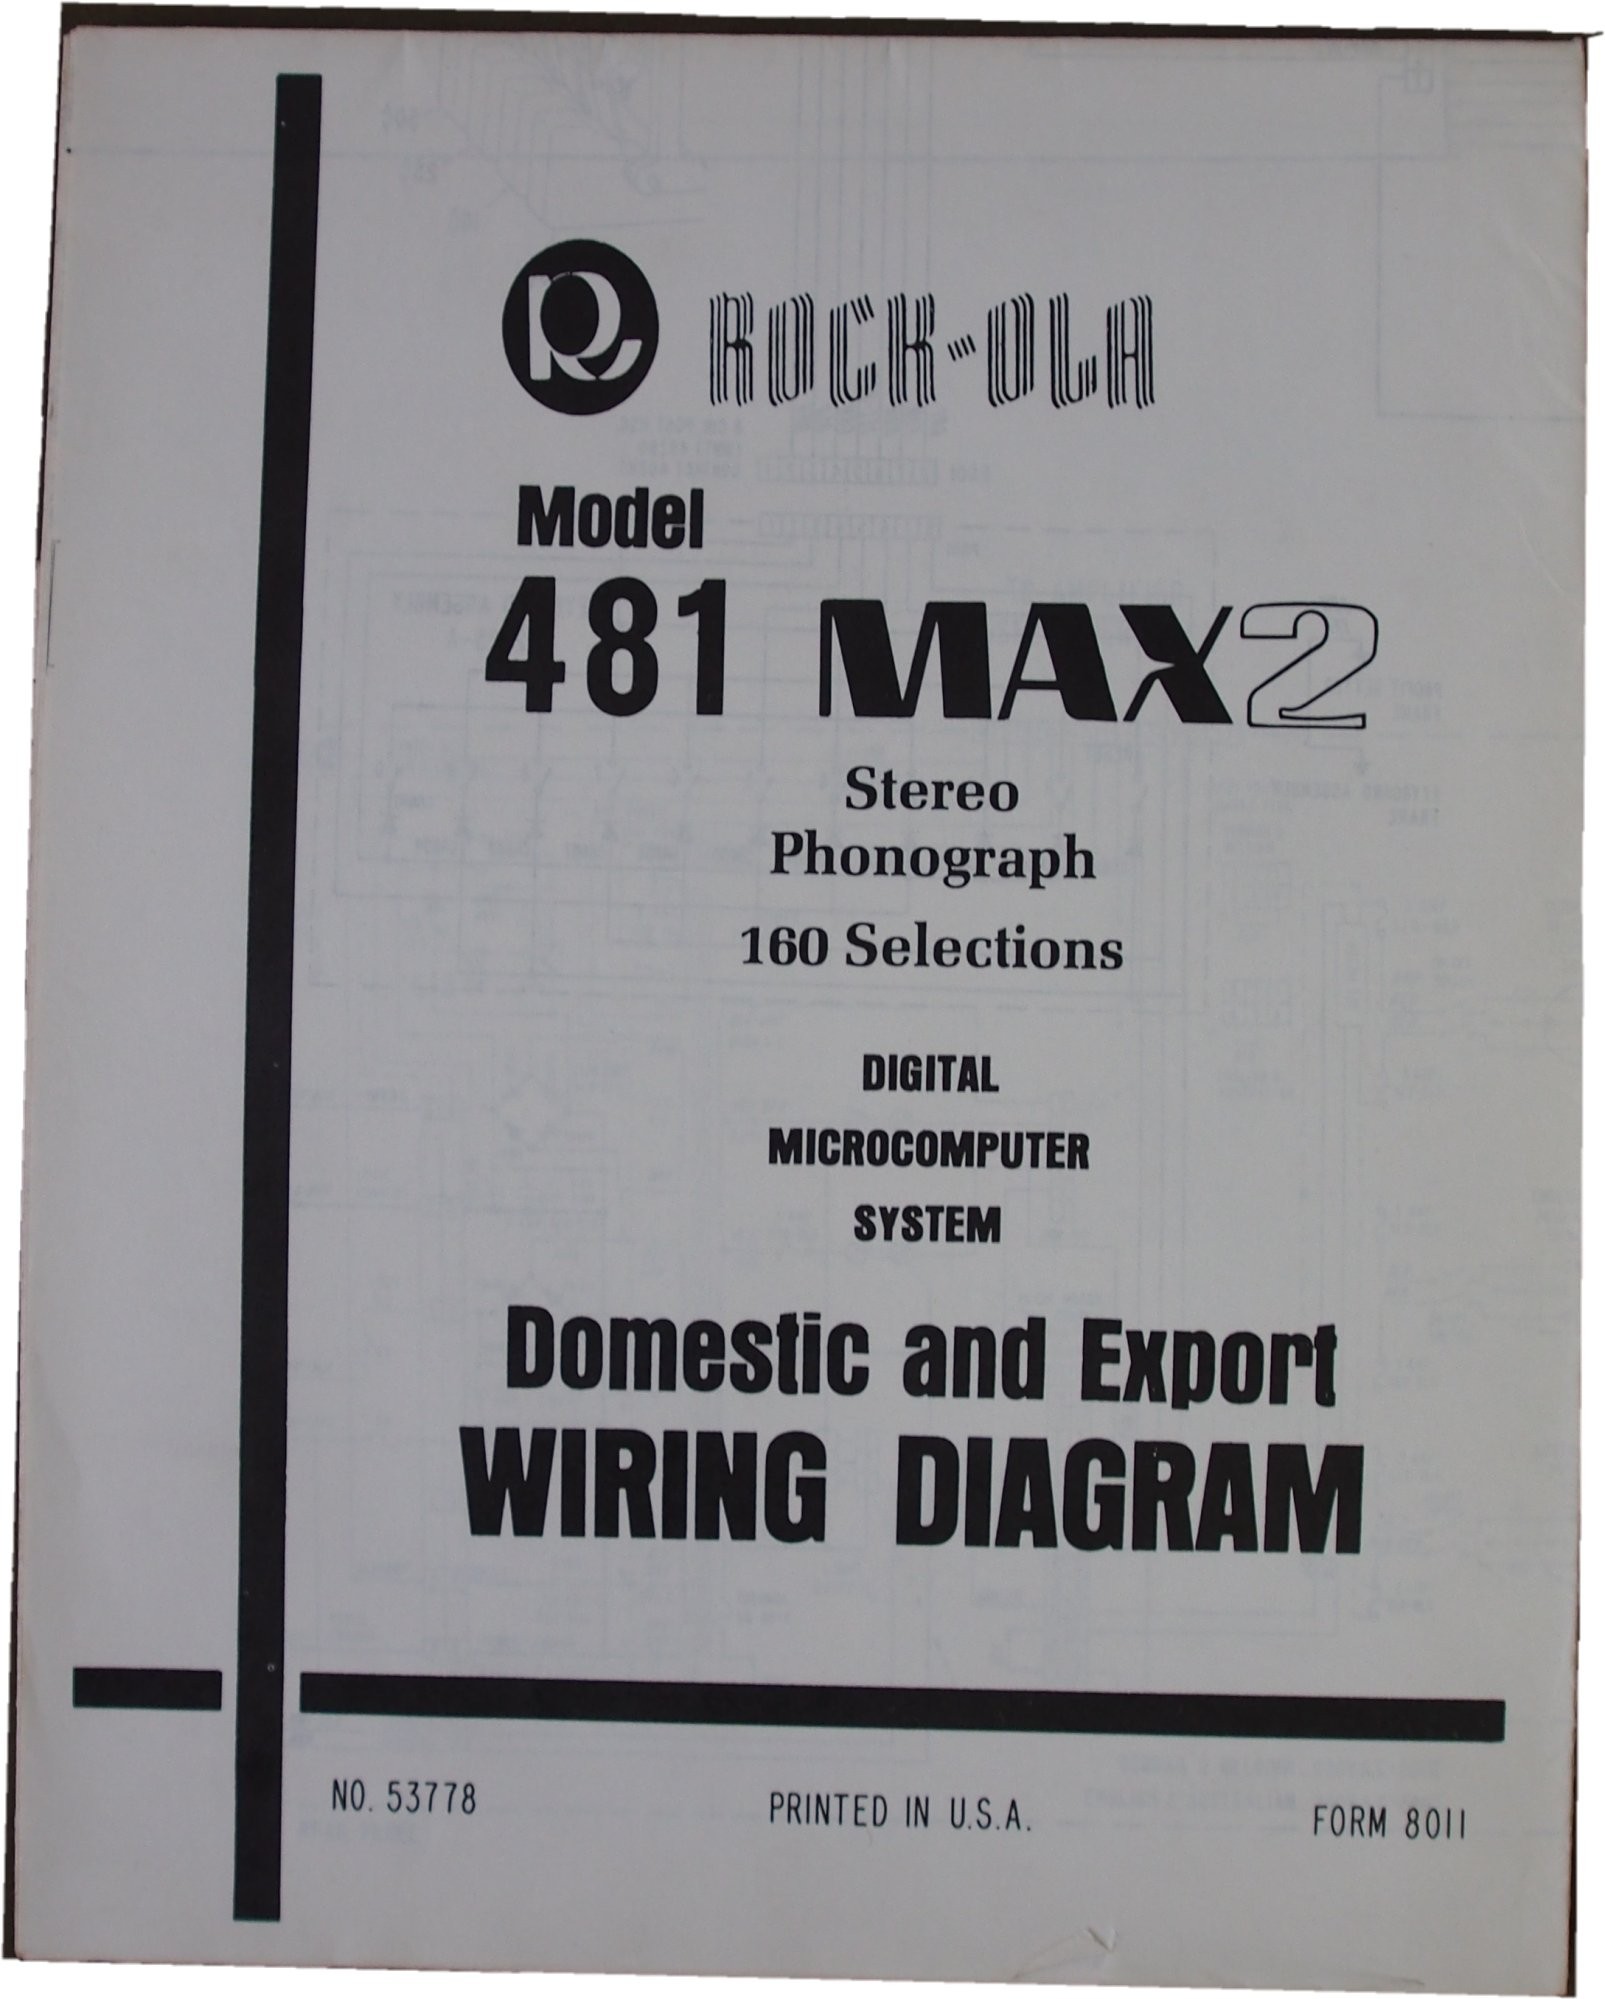 ROCK-OLA
Model
481 MAX2
Stereo
Phonograph
160 Selections
DIGITAL
MICROCOMPUTER
SYSTEM
Domestic and Export
WIRING DIAGRAM
NO. 53778 PRINTED IN U.S.A. FORM 8011